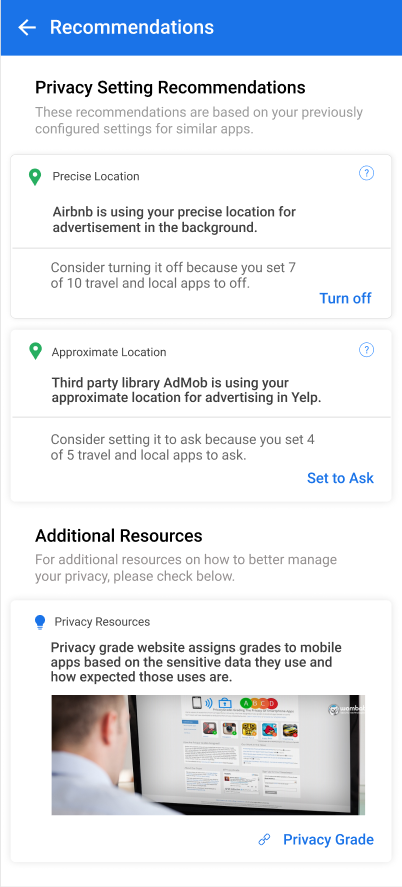 Recommendations
Privacy Setting Recommendations
These recommendations are based on your previously
configured settings for similar apps.
Precise Location
?
Airbnb is using your precise location for
advertisement in the background.
Consider turning it off because you set 7
of 10 travel and local apps to off.
Turn off
Approximate Location
?
Third party library AdMob is using your
approximate location for advertising in Yelp.
Consider setting it to ask because you set 4
of 5 travel and local apps to ask.
Set to Ask
Additional Resources
For additional resources on how to better manage
your privacy, please check below.
Privacy Resources
Privacy grade website assigns grades to mobile
apps based on the sensitive data they use and
how expected those uses are.
A B C D
Privacy Grade